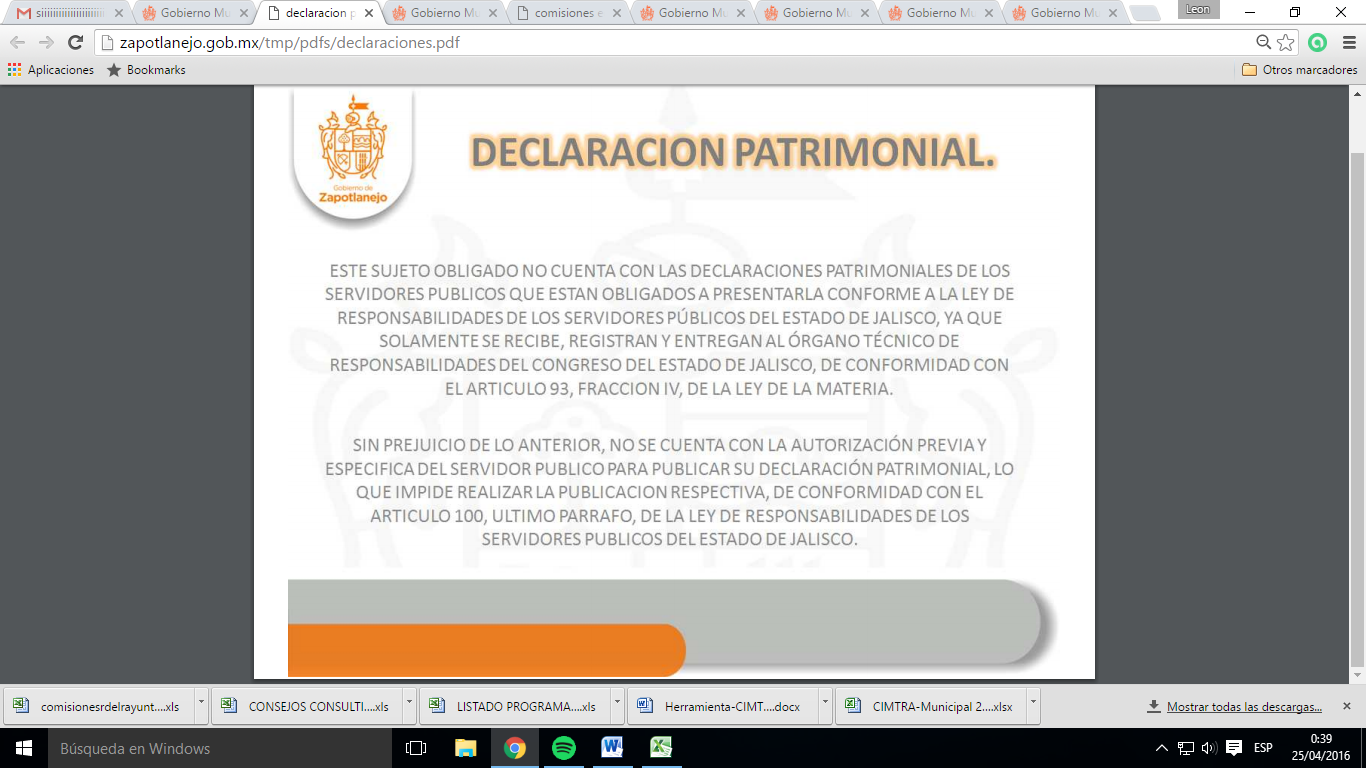 siiiiiiiiiiiiiiiiiiiiii
Gobierno Mu
declaracion p
Gobierno Mu
comisiones e
Gobierno Mu
Gobierno Mu
Gobierno Mu
Gobierno Mu
Leon
zapotlanejo.gob.mx/tmp/pdfs/declaraciones.pdf
Aplicaciones
Bookmarks
Otros marcadores
Gobierno de
Zapotlanejo
DECLARACION PATRIMONIAL.
ESTE SUJETO OBLIGADO NO CUENTA CON LAS DECLARACIONES PATRIMONIALES DE LOS
SERVIDORES PUBLICOS QUE ESTAN OBLIGADOS A PRESENTARLA CONFORME A LA LEY DE
RESPONSABILIDADES DE LOS SERVIDORES PÚBLICOS DEL ESTADO DE JALISCO, YA QUE
SOLAMENTE SE RECIBE, REGISTRAN Y ENTREGAN AL ÓRGANO TÉCNICO DE
RESPONSABILIDADES DEL CONGRESO DEL ESTADO DE JALISCO, DE CONFORMIDAD CON
EL ARTICULO 93, FRACCION IV, DE LA LEY DE LA MATERIA.
SIN PREJUICIO DE LO ANTERIOR, NO SE CUENTA CON LA AUTORIZACIÓN PREVIA Y
ESPECIFICA DEL SERVIDOR PUBLICO PARA PUBLICAR SU DECLARACIÓN PATRIMONIAL, LO
QUE IMPIDE REALIZAR LA PUBLICACION RESPECTIVA, DE CONFORMIDAD CON EL
ARTICULO 100, ULTIMO PARRAFO, DE LA LEY DE RESPONSABILIDADES DE LOS
SERVIDORES PUBLICOS DEL ESTADO DE JALISCO.
comisionesrdelrayunt....xls
CONSEJOS CONSULTI....xls
LISTADO PROGRAMA....xls
Herramienta-CIMT....docx
CIMTRA-Municipal 2....xlsx
Mostrar todas las descargas...
Búsqueda en Windows
ESP
0:39
25/04/2016